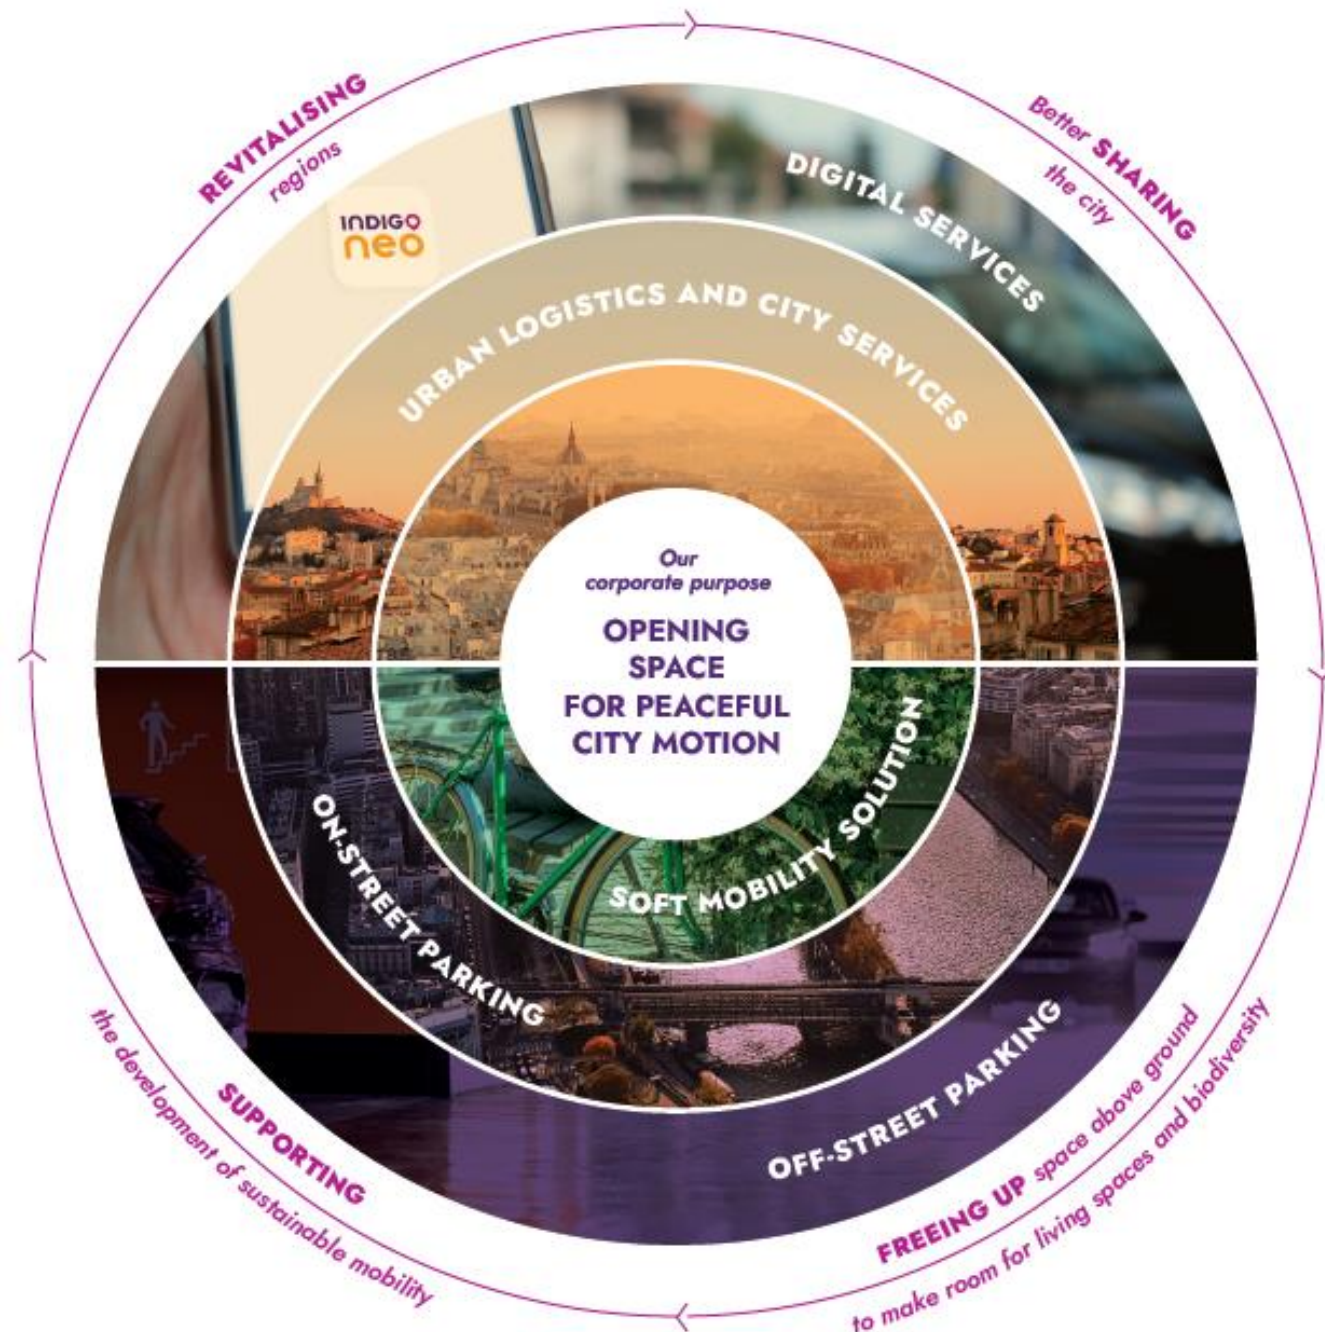 REVITALISING
regions
Better SHARING
the city
INDIGO
neo
DIGITAL SERVICES
URBAN LOGISTICS AND CITY SERVICES
Our
corporate purpose
OPENING
SPACE
FOR PEACEFUL
CITY MOTION
SOFT MOBILITY SOLUTION
ON-STREET PARKING
OFF-STREET PARKING
SUPPORTING
the development of sustainable mobility
FREEING UP space above ground
to make room for living spaces and biodiversity